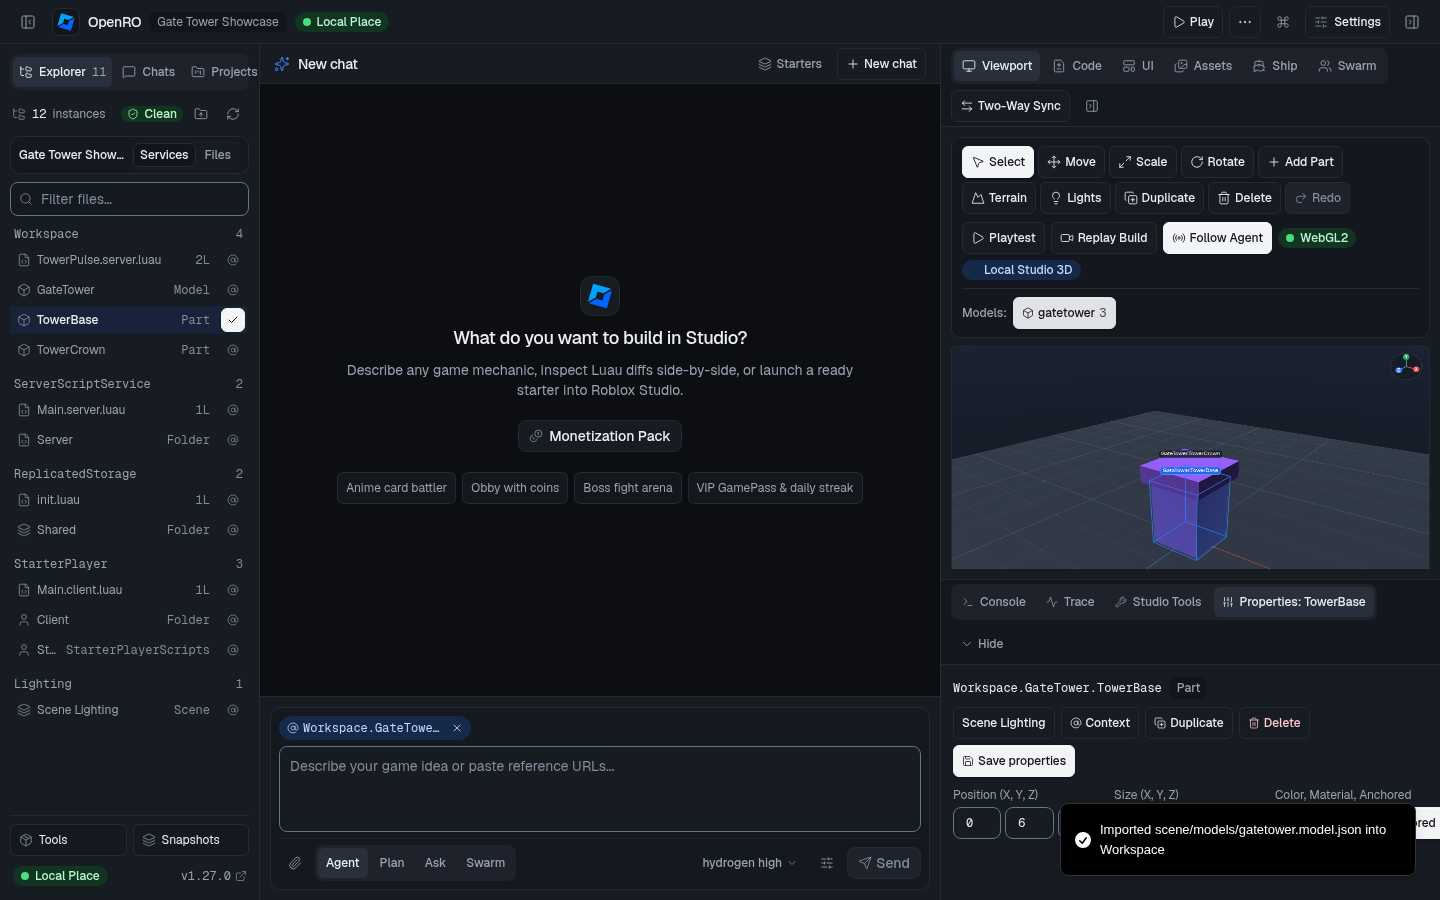 OpenRO
Gate Tower Showcase
Local Place
Play
Settings
Explorer 11
Chats
Projects
12 instances
Clean
Gate Tower Show...
Services
Files
Filter files...
Workspace 4
TowerPulse.server.luau 2L
GateTower Model
TowerBase Part
TowerCrown Part
ServerScriptService 2
Main.server.luau 1L
Server Folder
ReplicatedStorage 2
init.luau 1L
Shared Folder
StarterPlayer 3
Main.client.luau 1L
Client Folder
St... StarterPlayerScripts
Lighting 1
Scene Lighting Scene
Tools
Snapshots
Local Place
v1.27.0
New chat
Starters
New chat
What do you want to build in Studio?
Describe any game mechanic, inspect Luau diffs side-by-side, or launch a ready
starter into Roblox Studio.
Monetization Pack
Anime card battler
Obby with coins
Boss fight arena
VIP GamePass & daily streak
Workspace.GateTowe...
Describe your game idea or paste reference URLs...
Agent
Plan
Ask
Swarm
hydrogen high
Send
Viewport
Code
UI
Assets
Ship
Swarm
Two-Way Sync
Select
Move
Scale
Rotate
Add Part
Terrain
Lights
Duplicate
Delete
Redo
Playtest
Replay Build
Follow Agent
WebGL2
Local Studio 3D
Models:
gatetower 3
GateTowerTowerCrown
GateTowerTowerBase
Console
Trace
Studio Tools
Properties: TowerBase
Hide
Workspace.GateTower.TowerBase
Part
Scene Lighting
Context
Duplicate
Delete
Save properties
Position (X, Y, Z)
Size (X, Y, Z)
Color, Material, Anchored
0
6
Imported scene/models/gatetower.model.json into
Workspace